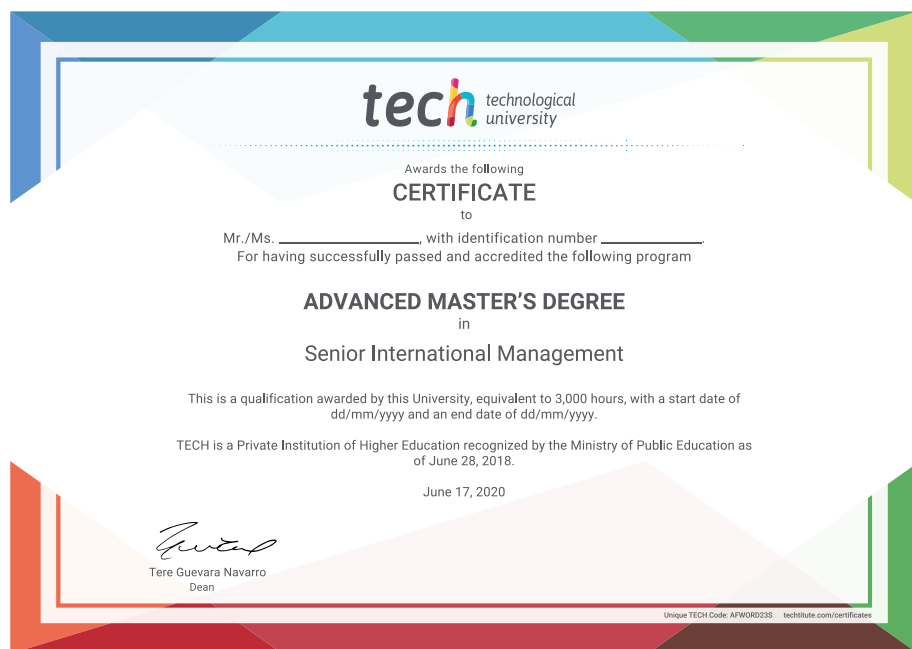 tech technological
university
Awards the following
CERTIFICATE
to
Mr./Ms. ____________________, with identification number ______________.
For having successfully passed and accredited the following program
ADVANCED MASTER'S DEGREE
in
Senior International Management
This is a qualification awarded by this University, equivalent to 3,000 hours, with a start date of
dd/mm/yyyy and an end date of dd/mm/yyyy.
TECH is a Private Institution of Higher Education recognized by the Ministry of Public Education as
of June 28, 2018.
June 17, 2020
Tere Guevara Navarro
Dean
Unique TECH Code: AFWORD23S techtitute.com/certificates